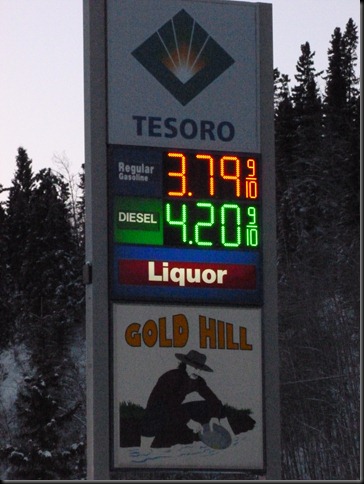 TESORO
Regular
Gasoline
3.79 9/10
DIESEL
4.20 9/10
Liquor
GOLD HILL